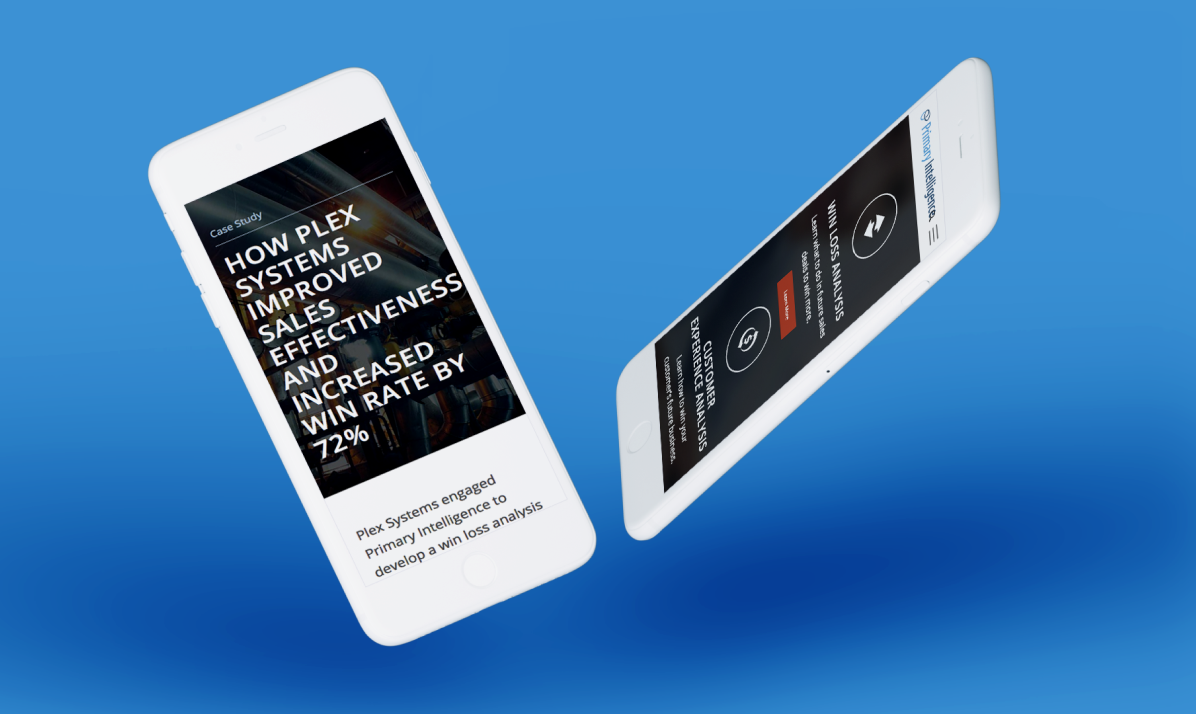 Case Study
HOW PLEX
SYSTEMS
IMPROVED
SALES
EFFECTIVENESS
AND
INCREASED
WIN RATE BY
72%
Plex Systems engaged
Primary Intelligence to
develop a win loss analysis
Primary Intelligence
WIN LOSS ANALYSIS
Learn what to do in future sales
deals to win more.
Learn More
CUSTOMER
EXPERIENCE ANALYSIS
Learn how to win your
customer's future business.